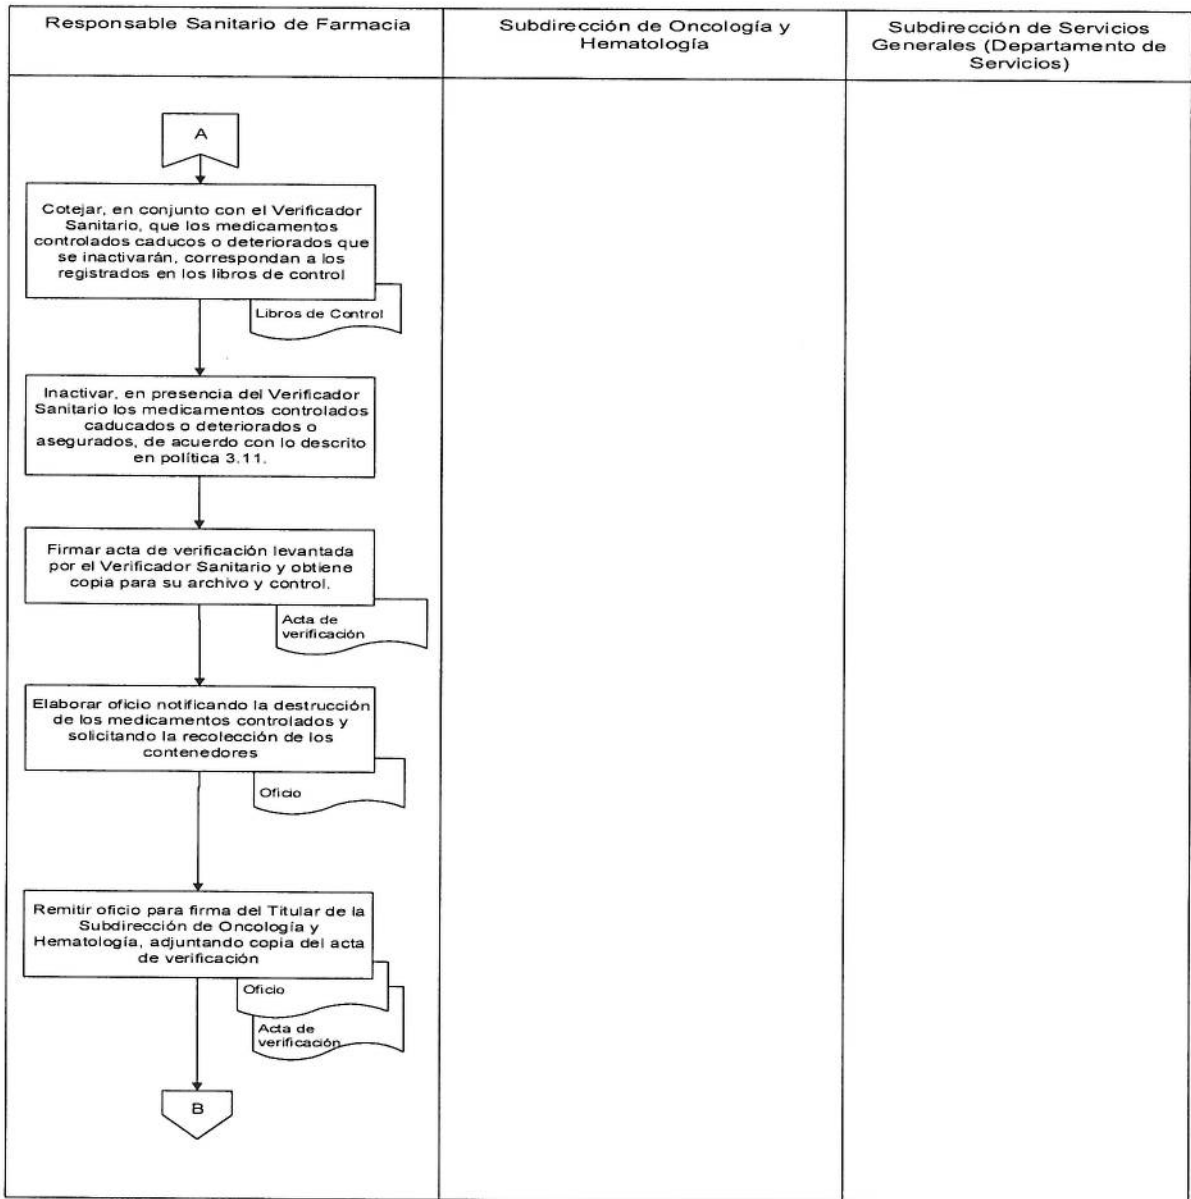 Responsable Sanitario de Farmacia
Subdirección de Oncología y
Hematología
Subdirección de Servicios
Generales (Departamento de
Servicios)
A
Cotejar, en conjunto con el Verificador
Sanitario, que los medicamentos
controlados caducos o deteriorados que
se inactivarán, correspondan a los
registrados en los libros de control
Libros de Control
Inactivar, en presencia del Verificador
Sanitario los medicamentos controlados
caducados o deteriorados o
asegurados, de acuerdo con lo descrito
en política 3.11.
Firmar acta de verificación levantada
por el Verificador Sanitario y obtiene
copia para su archivo y control.
Acta de
verificación
Elaborar oficio notificando la destrucción
de los medicamentos controlados y
solicitando la recolección de los
contenedores
Oficio
Remitir oficio para firma del Titular de la
Subdirección de Oncología y
Hematología, adjuntando copia del acta
de verificación
Oficio
Acta de
verificación
B